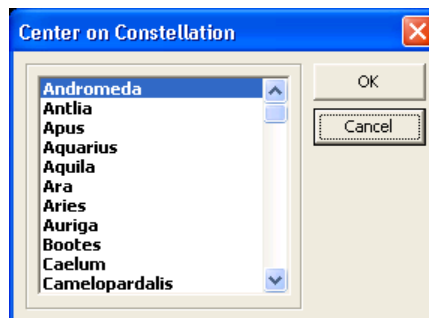 Center on Constellation
Andromeda
Antlia
Apus
Aquarius
Aquila
Ara
Aries
Auriga
Bootes
Caelum
Camelopardalis
OK
Cancel